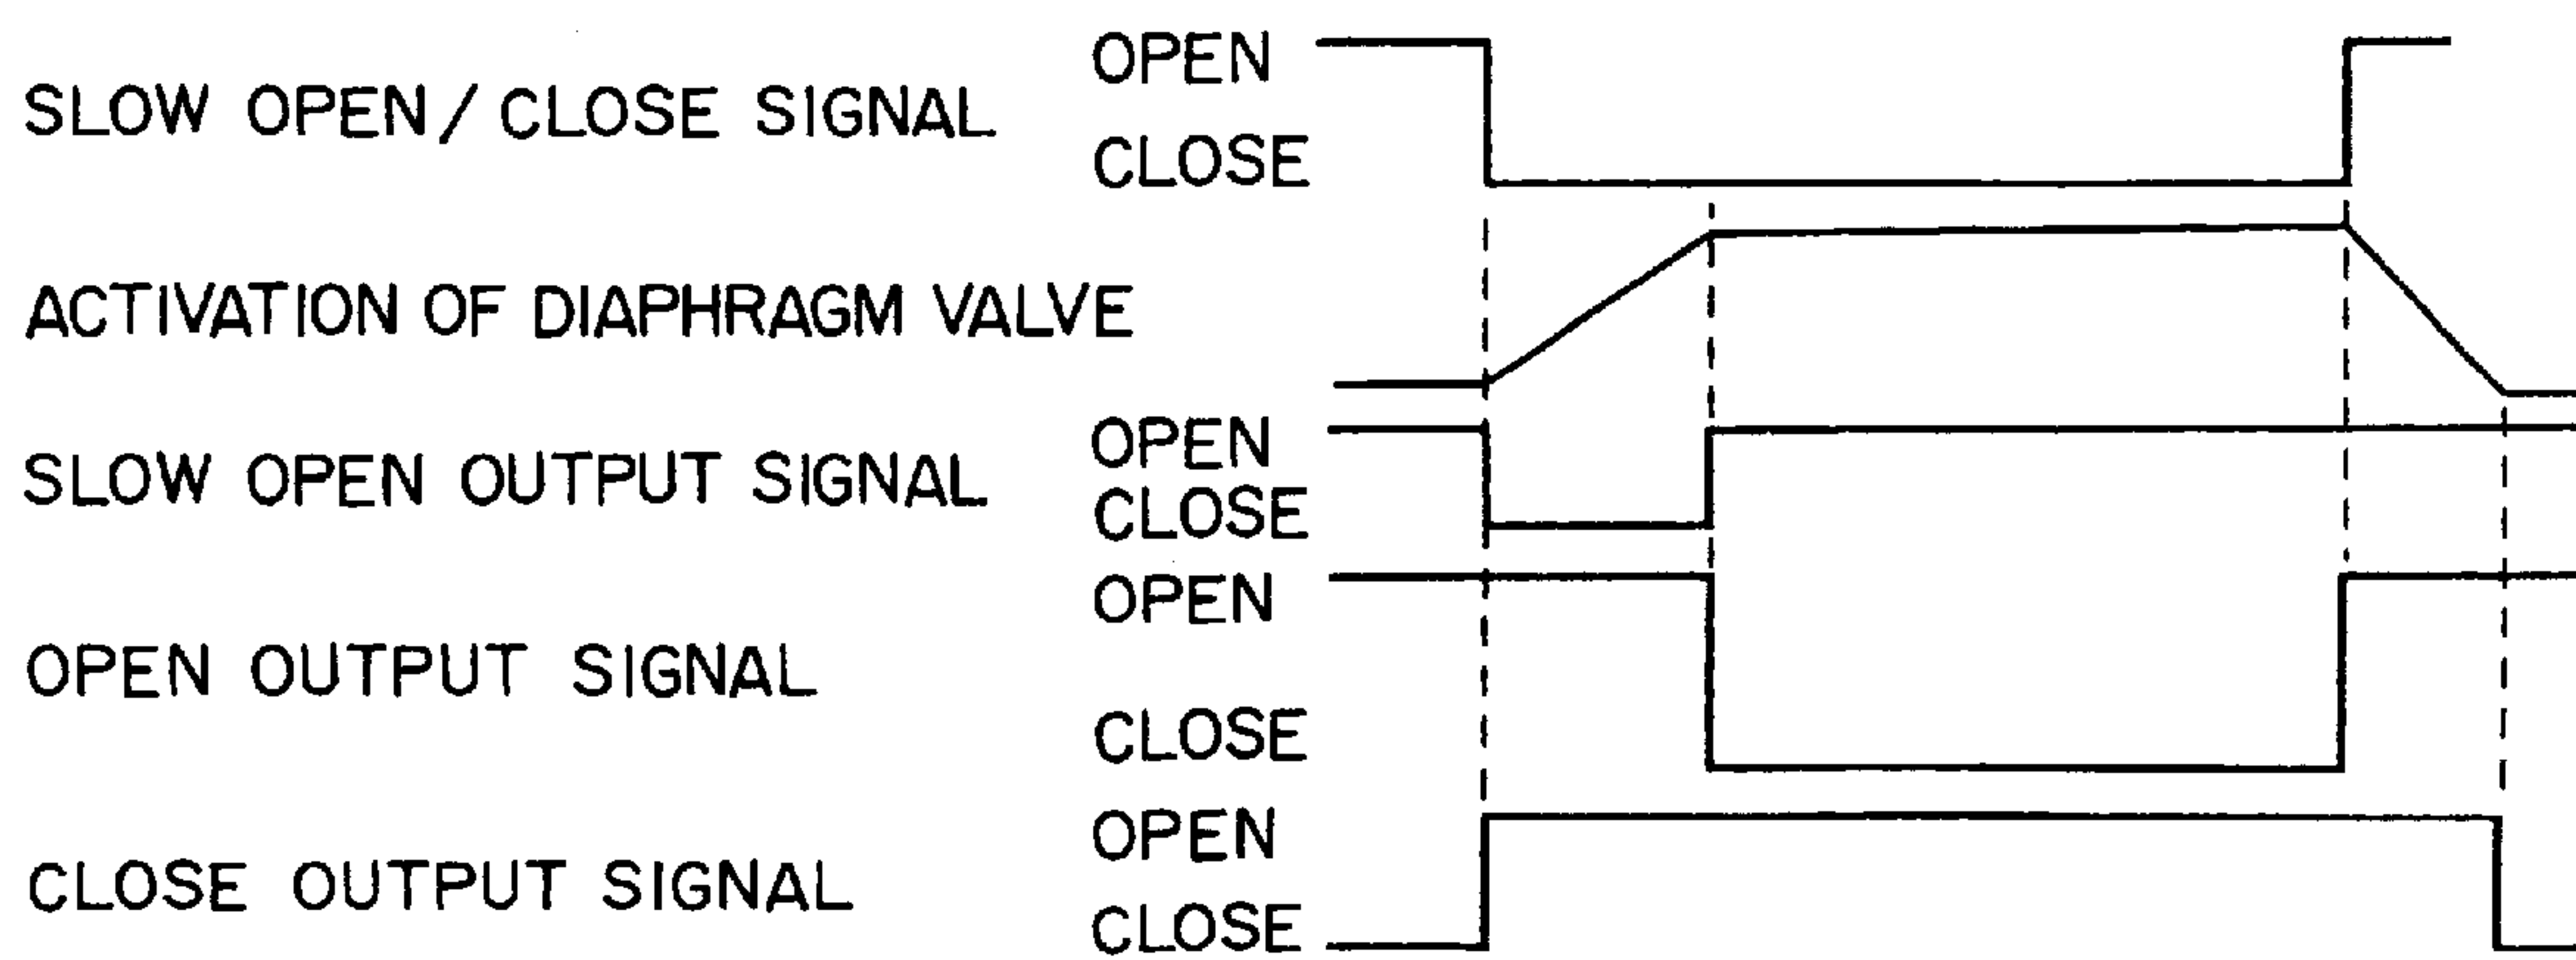 OPEN
SLOW OPEN/CLOSE SIGNAL
CLOSE
ACTIVATION OF DIAPHRAGM VALVE
OPEN
SLOW OPEN OUTPUT SIGNAL
CLOSE
OPEN
OPEN OUTPUT SIGNAL
CLOSE
OPEN
CLOSE OUTPUT SIGNAL
CLOSE